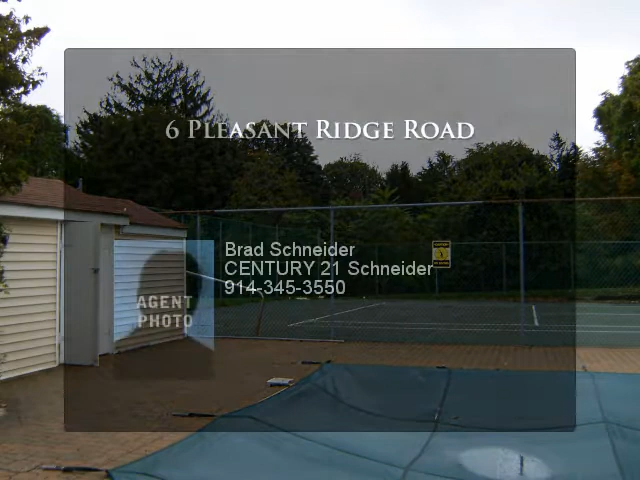 6 Pleasant Ridge Road
Brad Schneider
CENTURY 21 Schneider
914-345-3550
AGENT
PHOTO